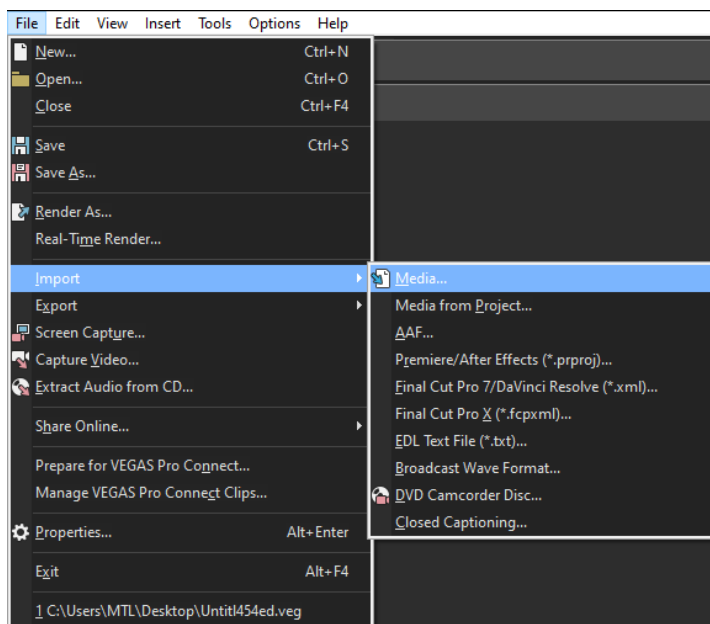 File Edit View Insert Tools Options Help
New... Ctrl+N
Open... Ctrl+O
Close Ctrl+F4
Save Ctrl+S
Save As...
Render As...
Real-Time Render...
Import
Export
Screen Capture...
Capture Video...
Extract Audio from CD...
Share Online...
Prepare for VEGAS Pro Connect...
Manage VEGAS Pro Connect Clips...
Properties... Alt+Enter
Exit Alt+F4
1 C:\Users\MTL\Desktop\Untitl454ed.veg
Media...
Media from Project...
AAF...
Premiere/After Effects (*.prproj)...
Final Cut Pro 7/DaVinci Resolve (*.xml)...
Final Cut Pro X (*.fcpxml)...
EDL Text File (*.txt)...
Broadcast Wave Format...
DVD Camcorder Disc...
Closed Captioning...